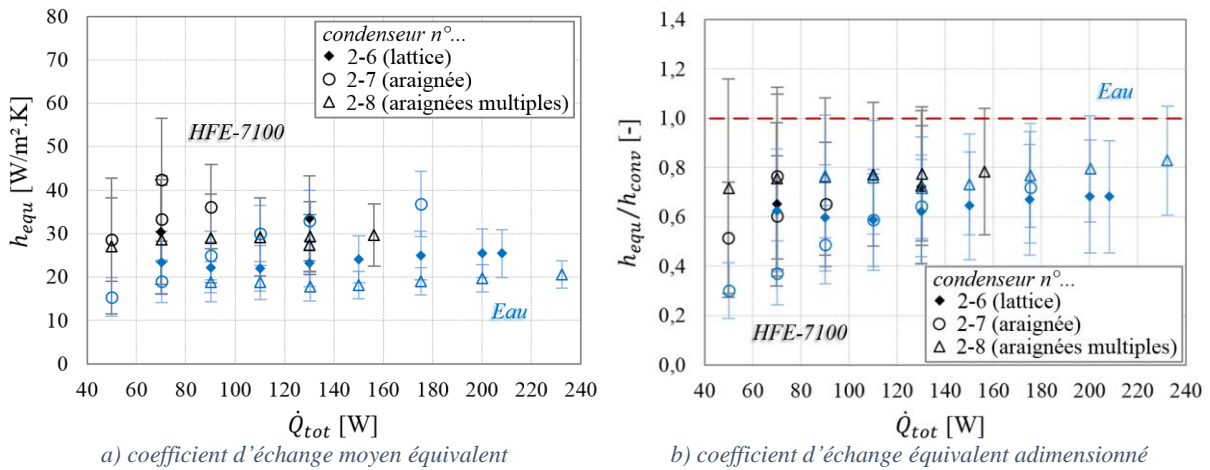 80
70
60
50
40
30
20
10
0
h_equ [W/m².K]
condenseur n°...
2-6 (lattice)
2-7 (araignée)
2-8 (araignées multiples)
HFE-7100
Eau
40 60 80 100 120 140 160 180 200 220 240
Q̇_tot [W]
a) coefficient d'échange moyen équivalent
1,4
1,2
1,0
0,8
0,6
0,4
0,2
0,0
h_equ/h_conv [-]
Eau
HFE-7100
condenseur n°...
2-6 (lattice)
2-7 (araignée)
2-8 (araignées multiples)
40 60 80 100 120 140 160 180 200 220 240
Q̇_tot [W]
b) coefficient d'échange équivalent adimensionné